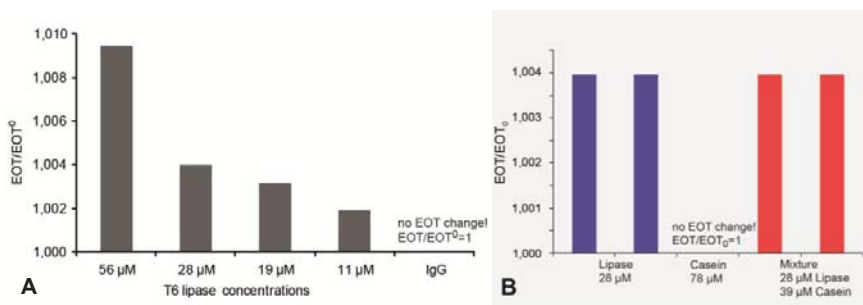 1,010
1,008
1,006
1,004
1,002
1,000
EOT/EOT⁰
no EOT change!
EOT/EOT⁰=1
56 µM 28 µM 19 µM 11 µM IgG
T6 lipase concentrations
A
1,004
1,003
1,002
1,001
1,000
EOT/EOT₀
no EOT change!
EOT/EOT₀=1
Lipase Casein Mixture
28 µM 78 µM 28 µM Lipase
39 µM Casein
B